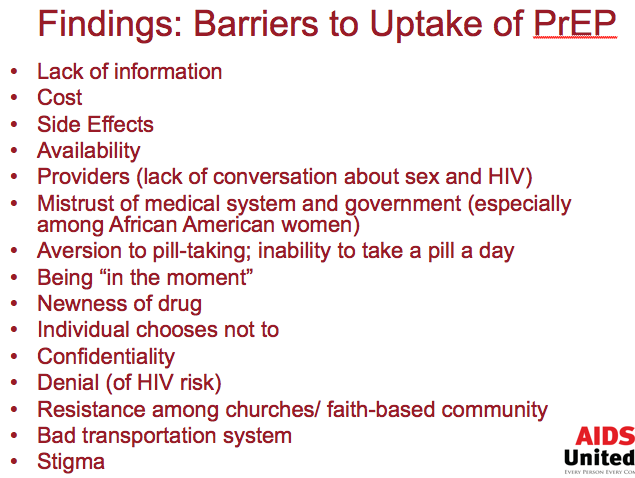 Findings: Barriers to Uptake of PrEP
• Lack of information
• Cost
• Side Effects
• Availability
• Providers (lack of conversation about sex and HIV)
• Mistrust of medical system and government (especially
among African American women)
• Aversion to pill-taking; inability to take a pill a day
• Being “in the moment”
• Newness of drug
• Individual chooses not to
• Confidentiality
• Denial (of HIV risk)
• Resistance among churches/ faith-based community
• Bad transportation system
• Stigma
AIDS
United
Every Person Every